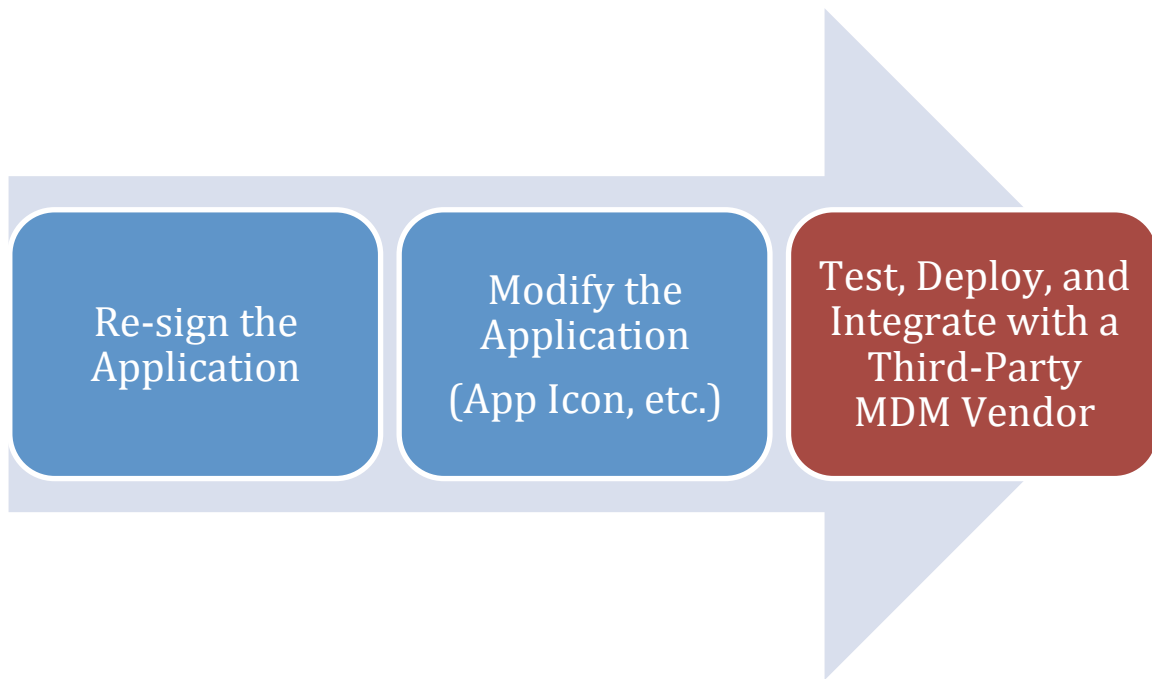 Re-sign the
Application
Modify the
Application
(App Icon, etc.)
Test, Deploy, and
Integrate with a
Third-Party
MDM Vendor